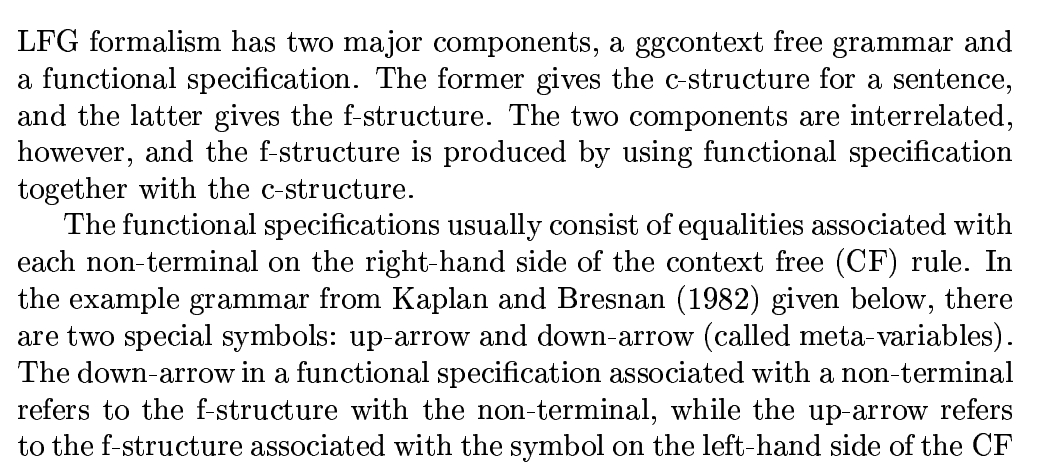 LFG formalism has two major components, a ggcontext free grammar and
a functional specification. The former gives the c-structure for a sentence,
and the latter gives the f-structure. The two components are interrelated,
however, and the f-structure is produced by using functional specification
together with the c-structure.
The functional specifications usually consist of equalities associated with
each non-terminal on the right-hand side of the context free (CF) rule. In
the example grammar from Kaplan and Bresnan (1982) given below, there
are two special symbols: up-arrow and down-arrow (called meta-variables).
The down-arrow in a functional specification associated with a non-terminal
refers to the f-structure with the non-terminal, while the up-arrow refers
to the f-structure associated with the symbol on the left-hand side of the CF